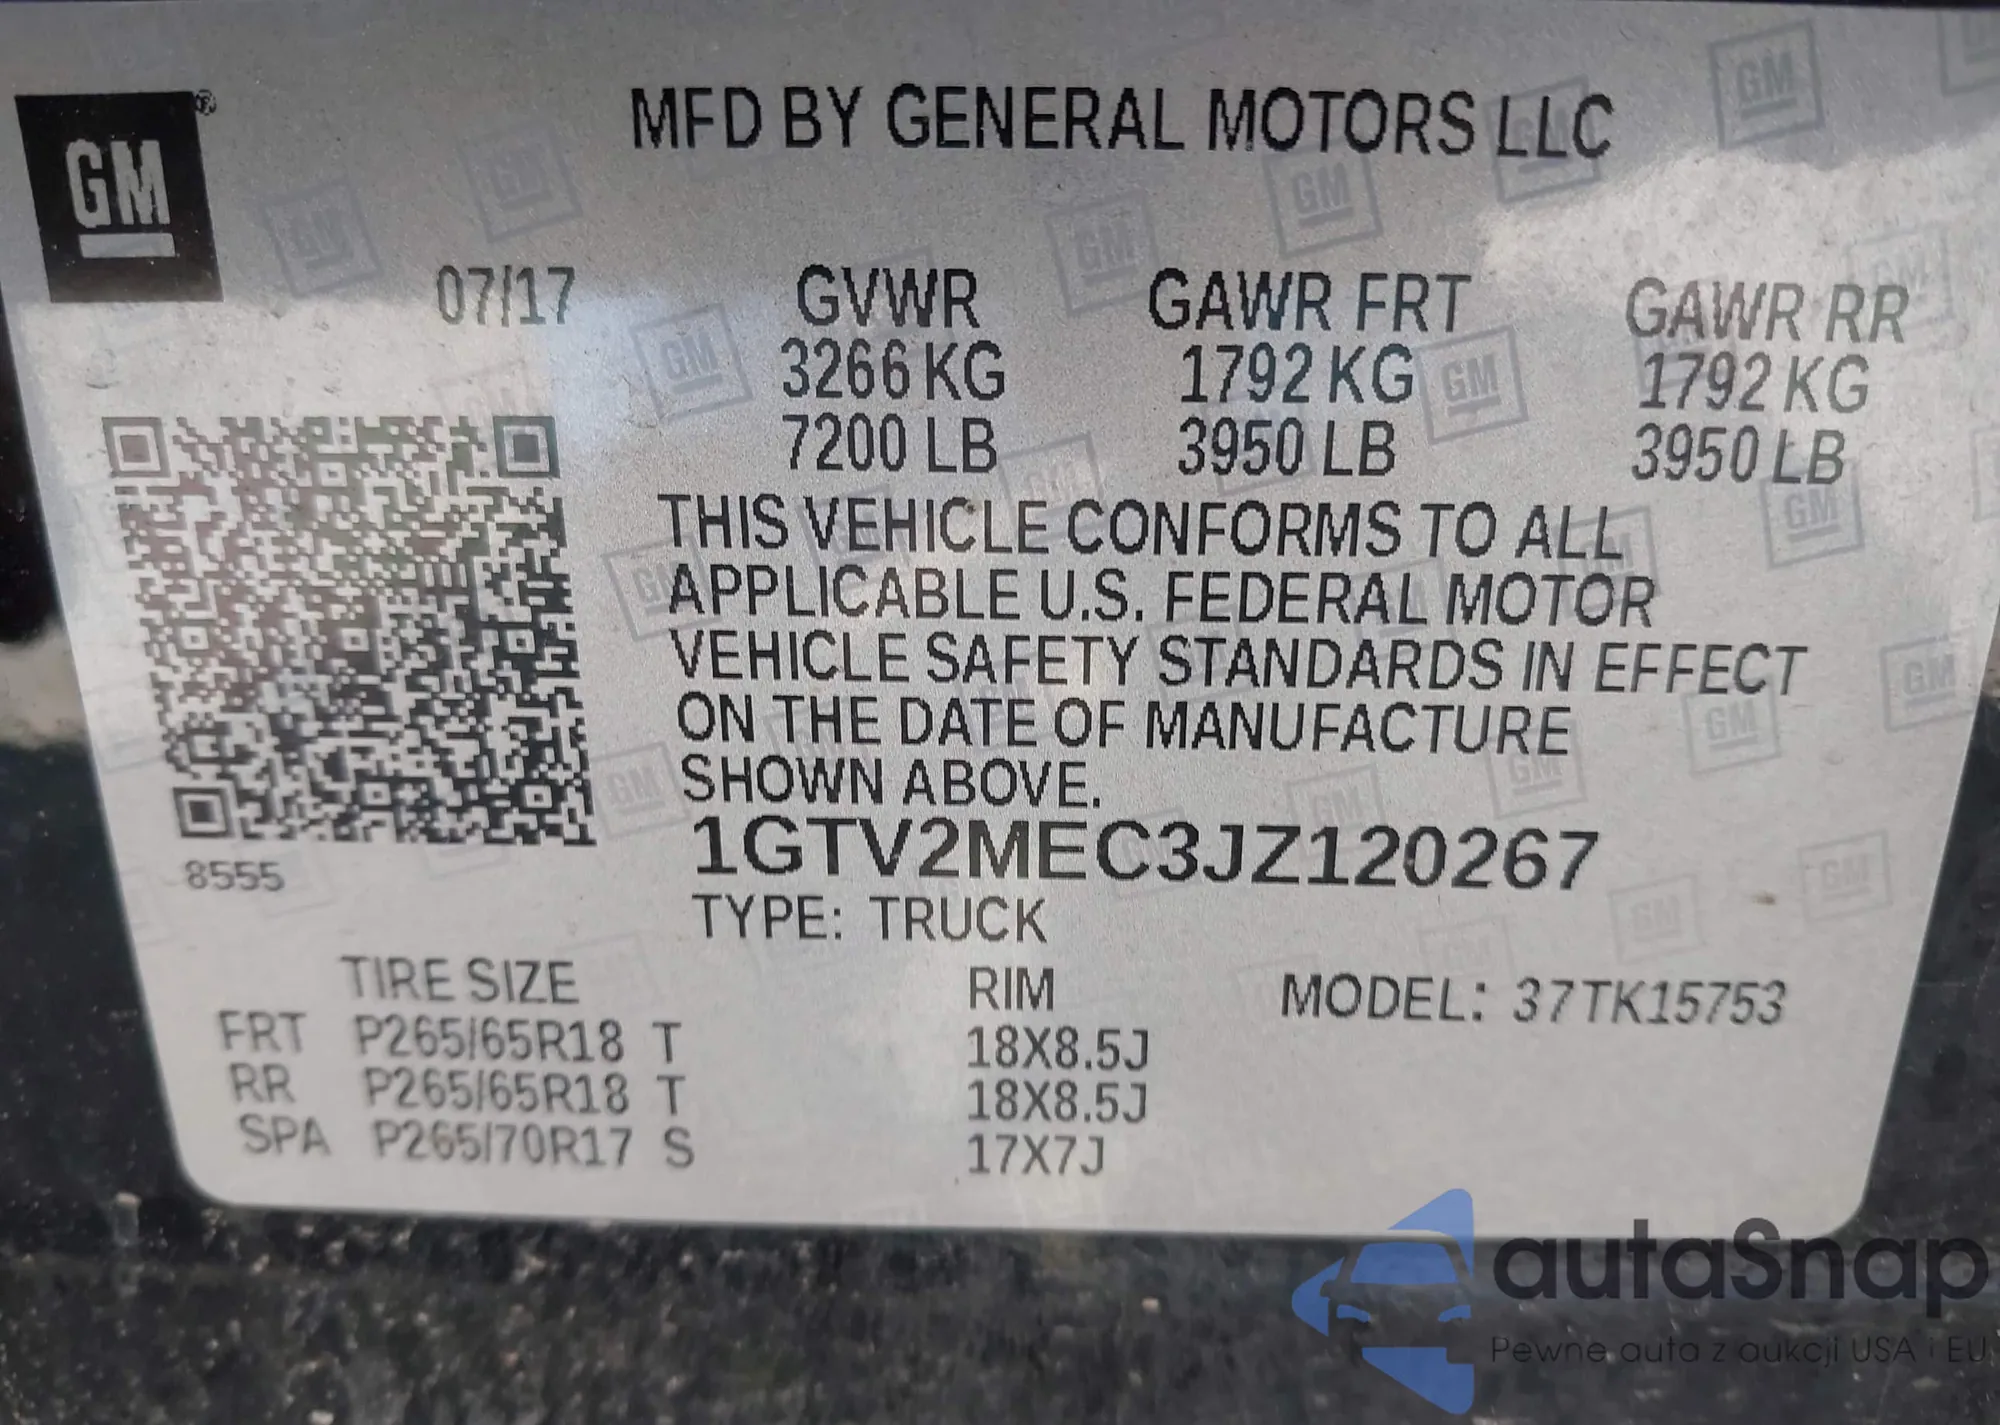 GM ®
MFD BY GENERAL MOTORS LLC
07/17 GVWR GAWR FRT GAWR RR
3266 KG 1792 KG 1792 KG
7200 LB 3950 LB 3950 LB
THIS VEHICLE CONFORMS TO ALL
APPLICABLE U.S. FEDERAL MOTOR
VEHICLE SAFETY STANDARDS IN EFFECT
ON THE DATE OF MANUFACTURE
SHOWN ABOVE.
8555 1GTV2MEC3JZ120267
TYPE: TRUCK
TIRE SIZE RIM MODEL: 37TK15753
FRT P265/65R18 T 18X8.5J
RR P265/65R18 T 18X8.5J
SPA P265/70R17 S 17X7J
autaSnap
Pewne auta z aukcji USA i EU